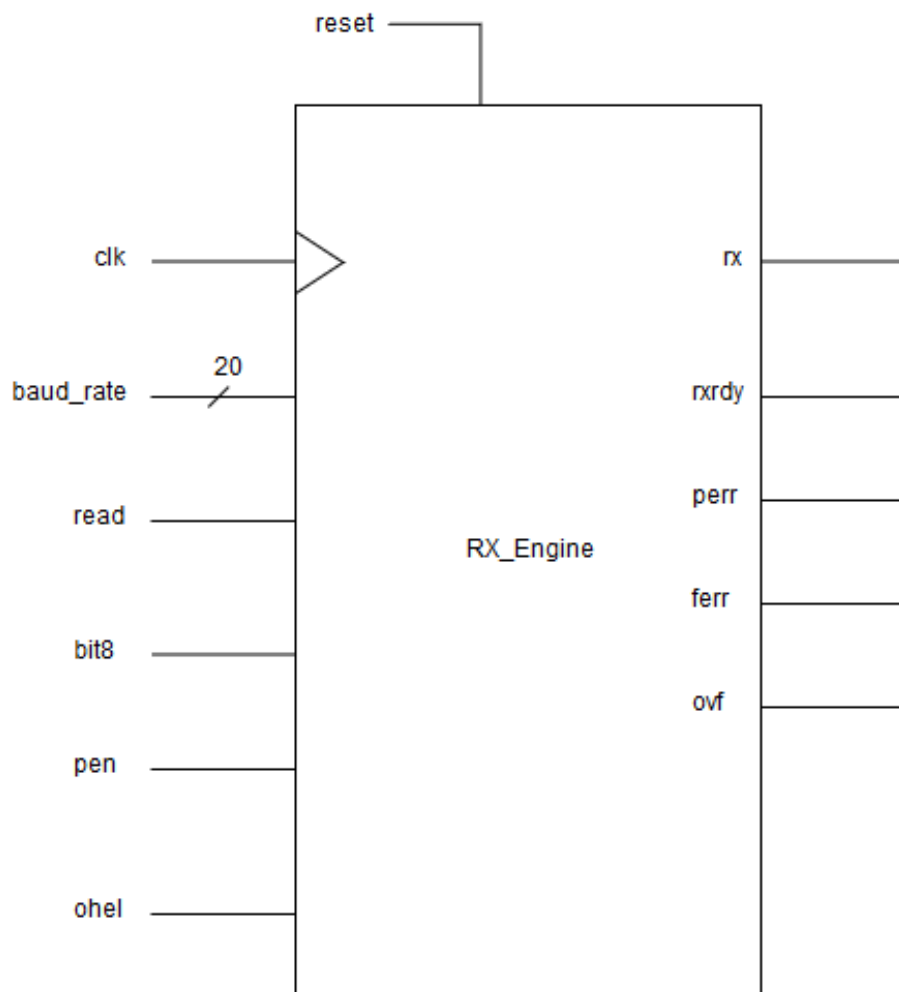 reset
clk
rx
20
baud_rate
rxrdy
read
perr
RX_Engine
ferr
bit8
ovf
pen
ohel